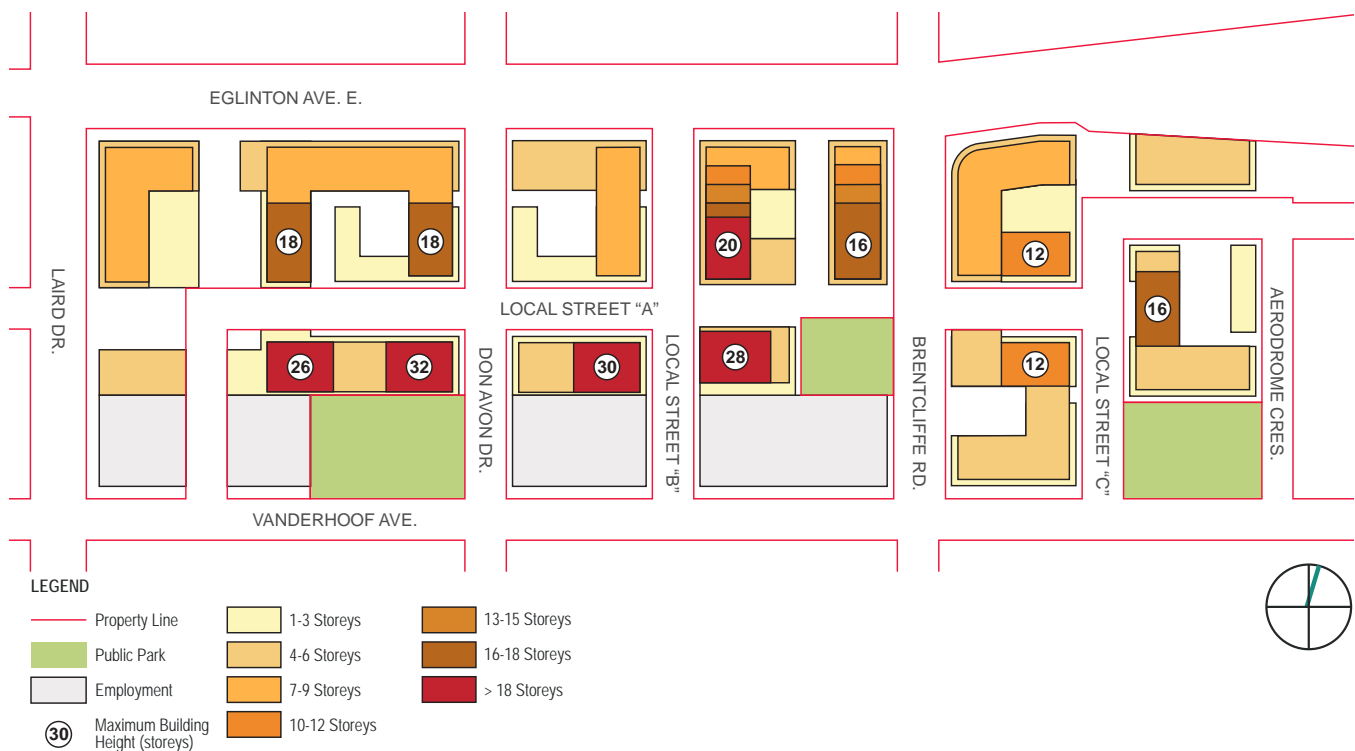 EGLINTON AVE. E.
18
18
20
16
12
16
LAIRD DR.
LOCAL STREET “A”
DON AVON DR.
LOCAL STREET “B”
BRENTCLIFFE RD.
LOCAL STREET “C”
AERODROME CRES.
26
32
30
28
12
VANDERHOOF AVE.
LEGEND
Property Line
Public Park
Employment
30
Maximum Building
Height (storeys)
1-3 Storeys
4-6 Storeys
7-9 Storeys
10-12 Storeys
13-15 Storeys
16-18 Storeys
> 18 Storeys